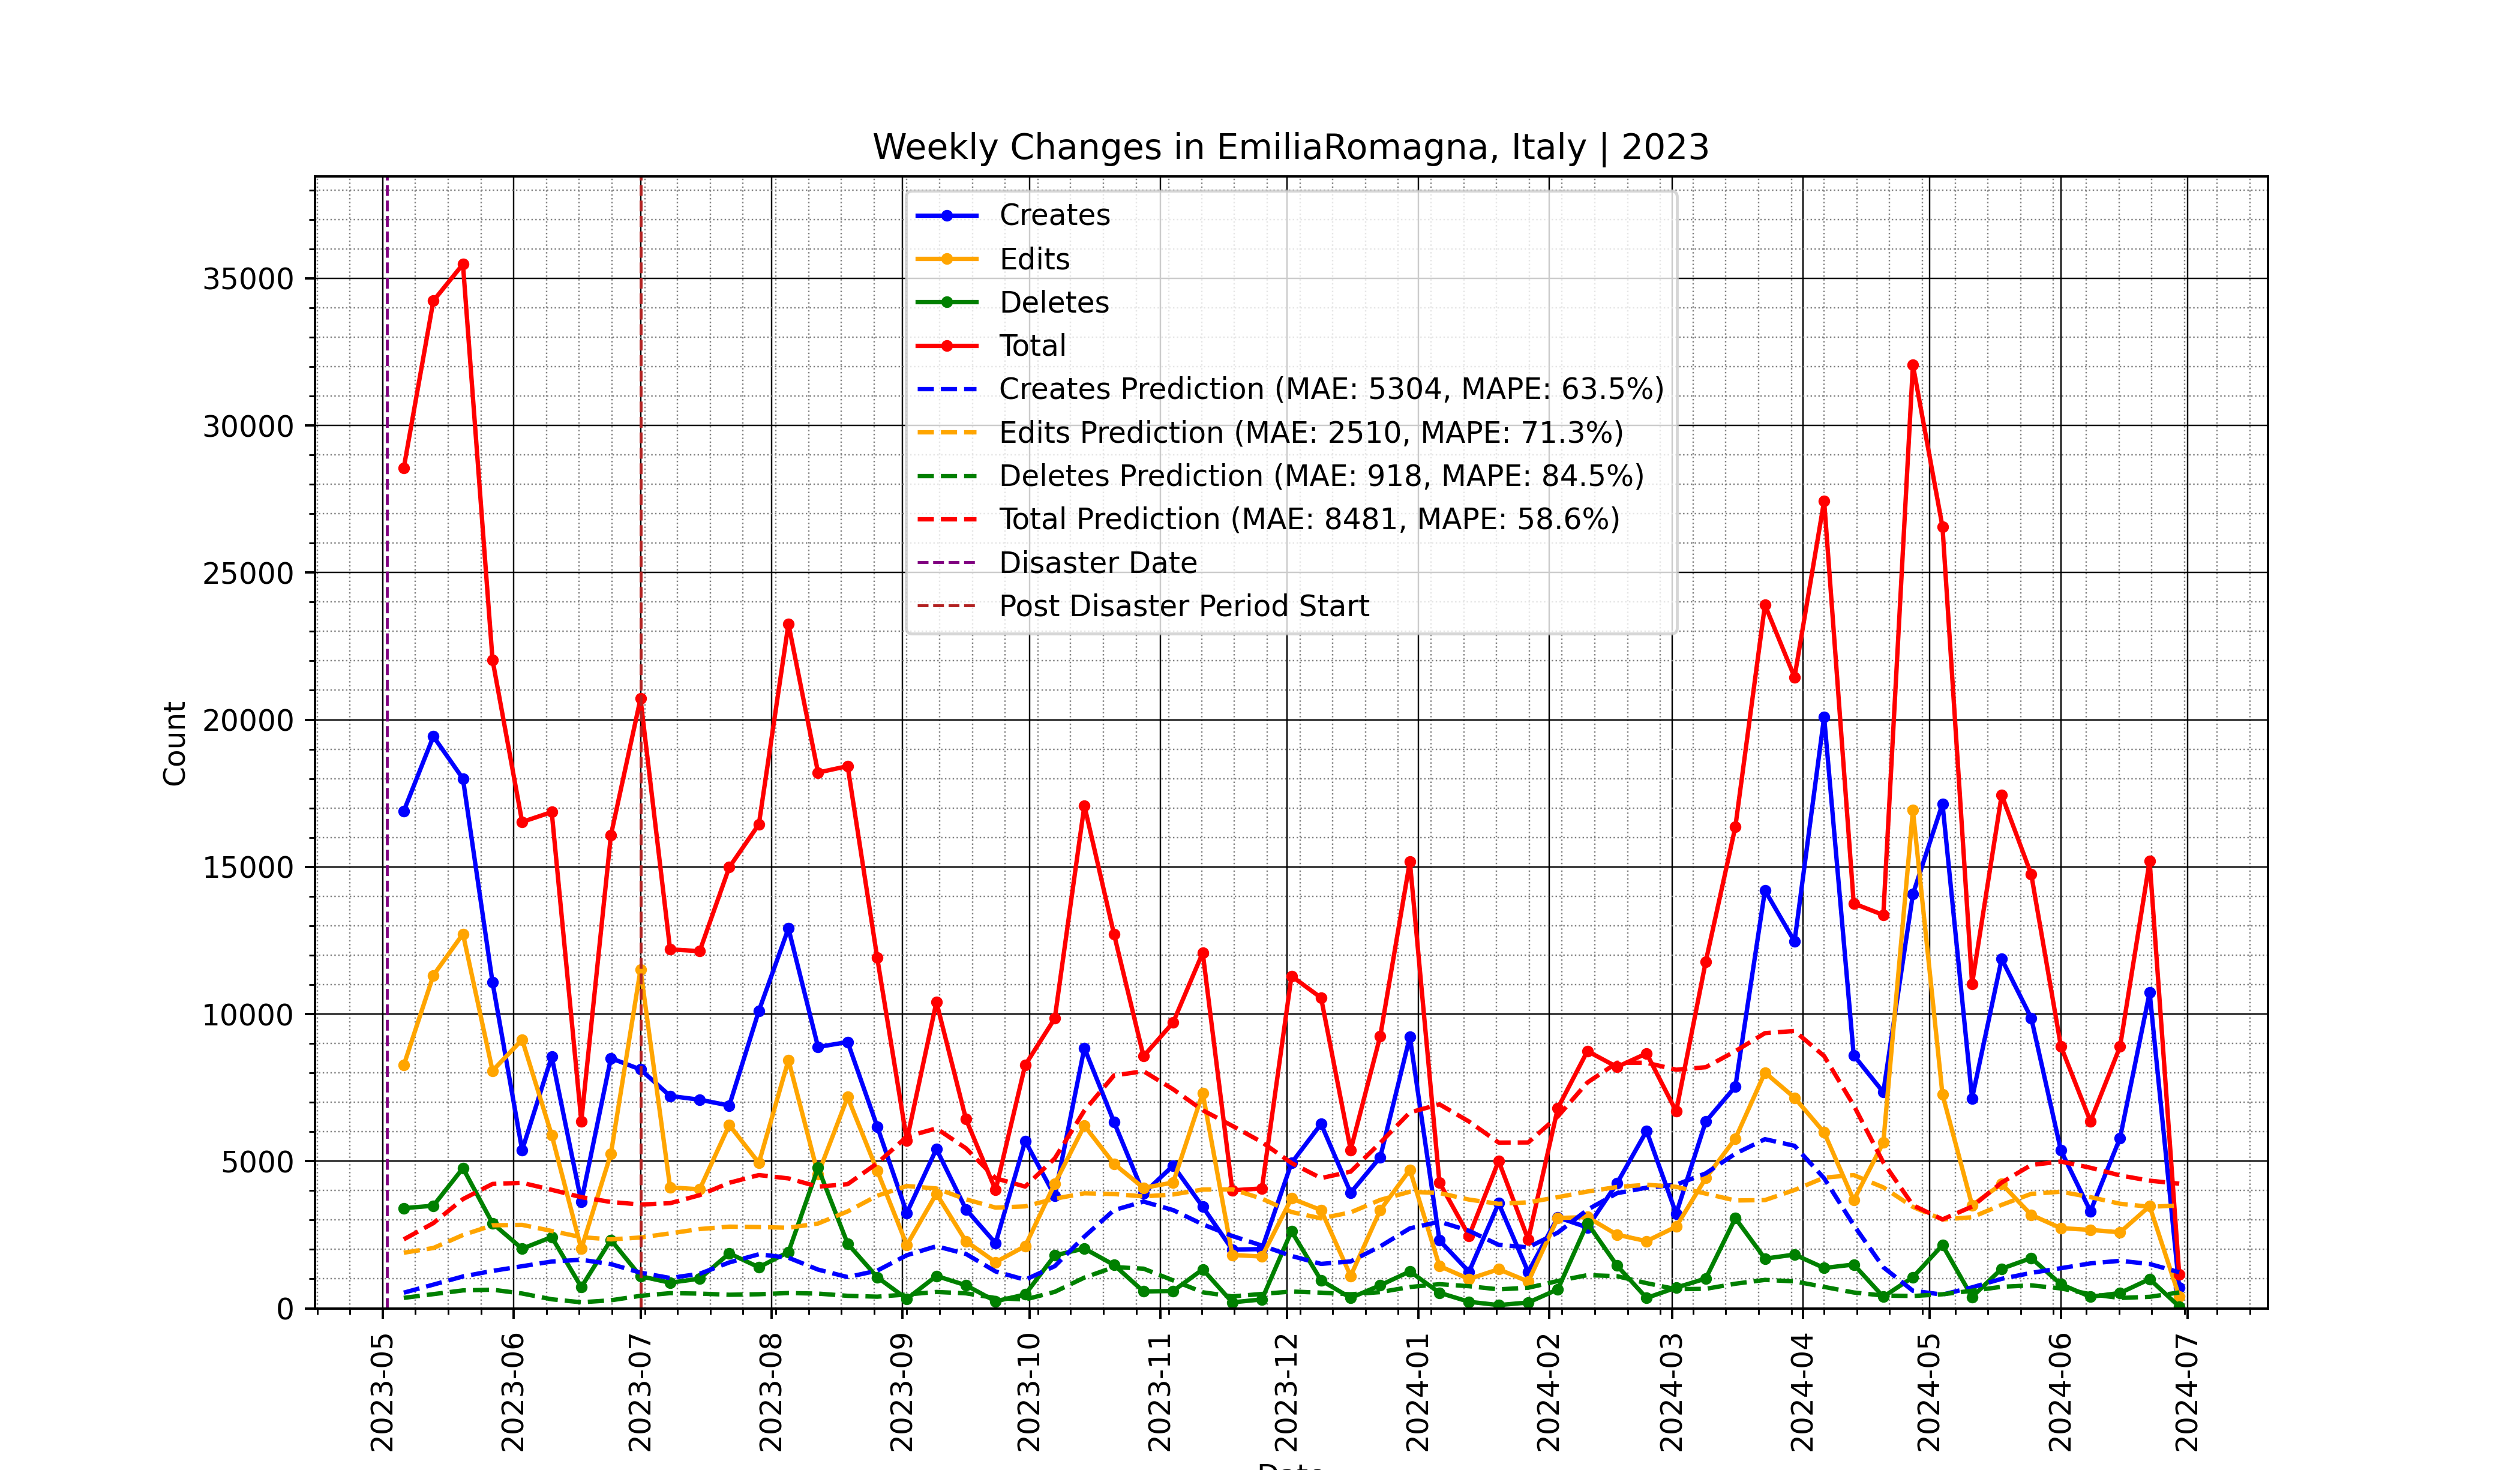 Weekly Changes in EmiliaRomagna, Italy | 2023
Creates
Edits
Deletes
Total
Creates Prediction (MAE: 5304, MAPE: 63.5%)
Edits Prediction (MAE: 2510, MAPE: 71.3%)
Deletes Prediction (MAE: 918, MAPE: 84.5%)
Total Prediction (MAE: 8481, MAPE: 58.6%)
Disaster Date
Post Disaster Period Start
Count
35000
30000
25000
20000
15000
10000
5000
0
2023-05
2023-06
2023-07
2023-08
2023-09
2023-10
2023-11
2023-12
2024-01
2024-02
2024-03
2024-04
2024-05
2024-06
2024-07